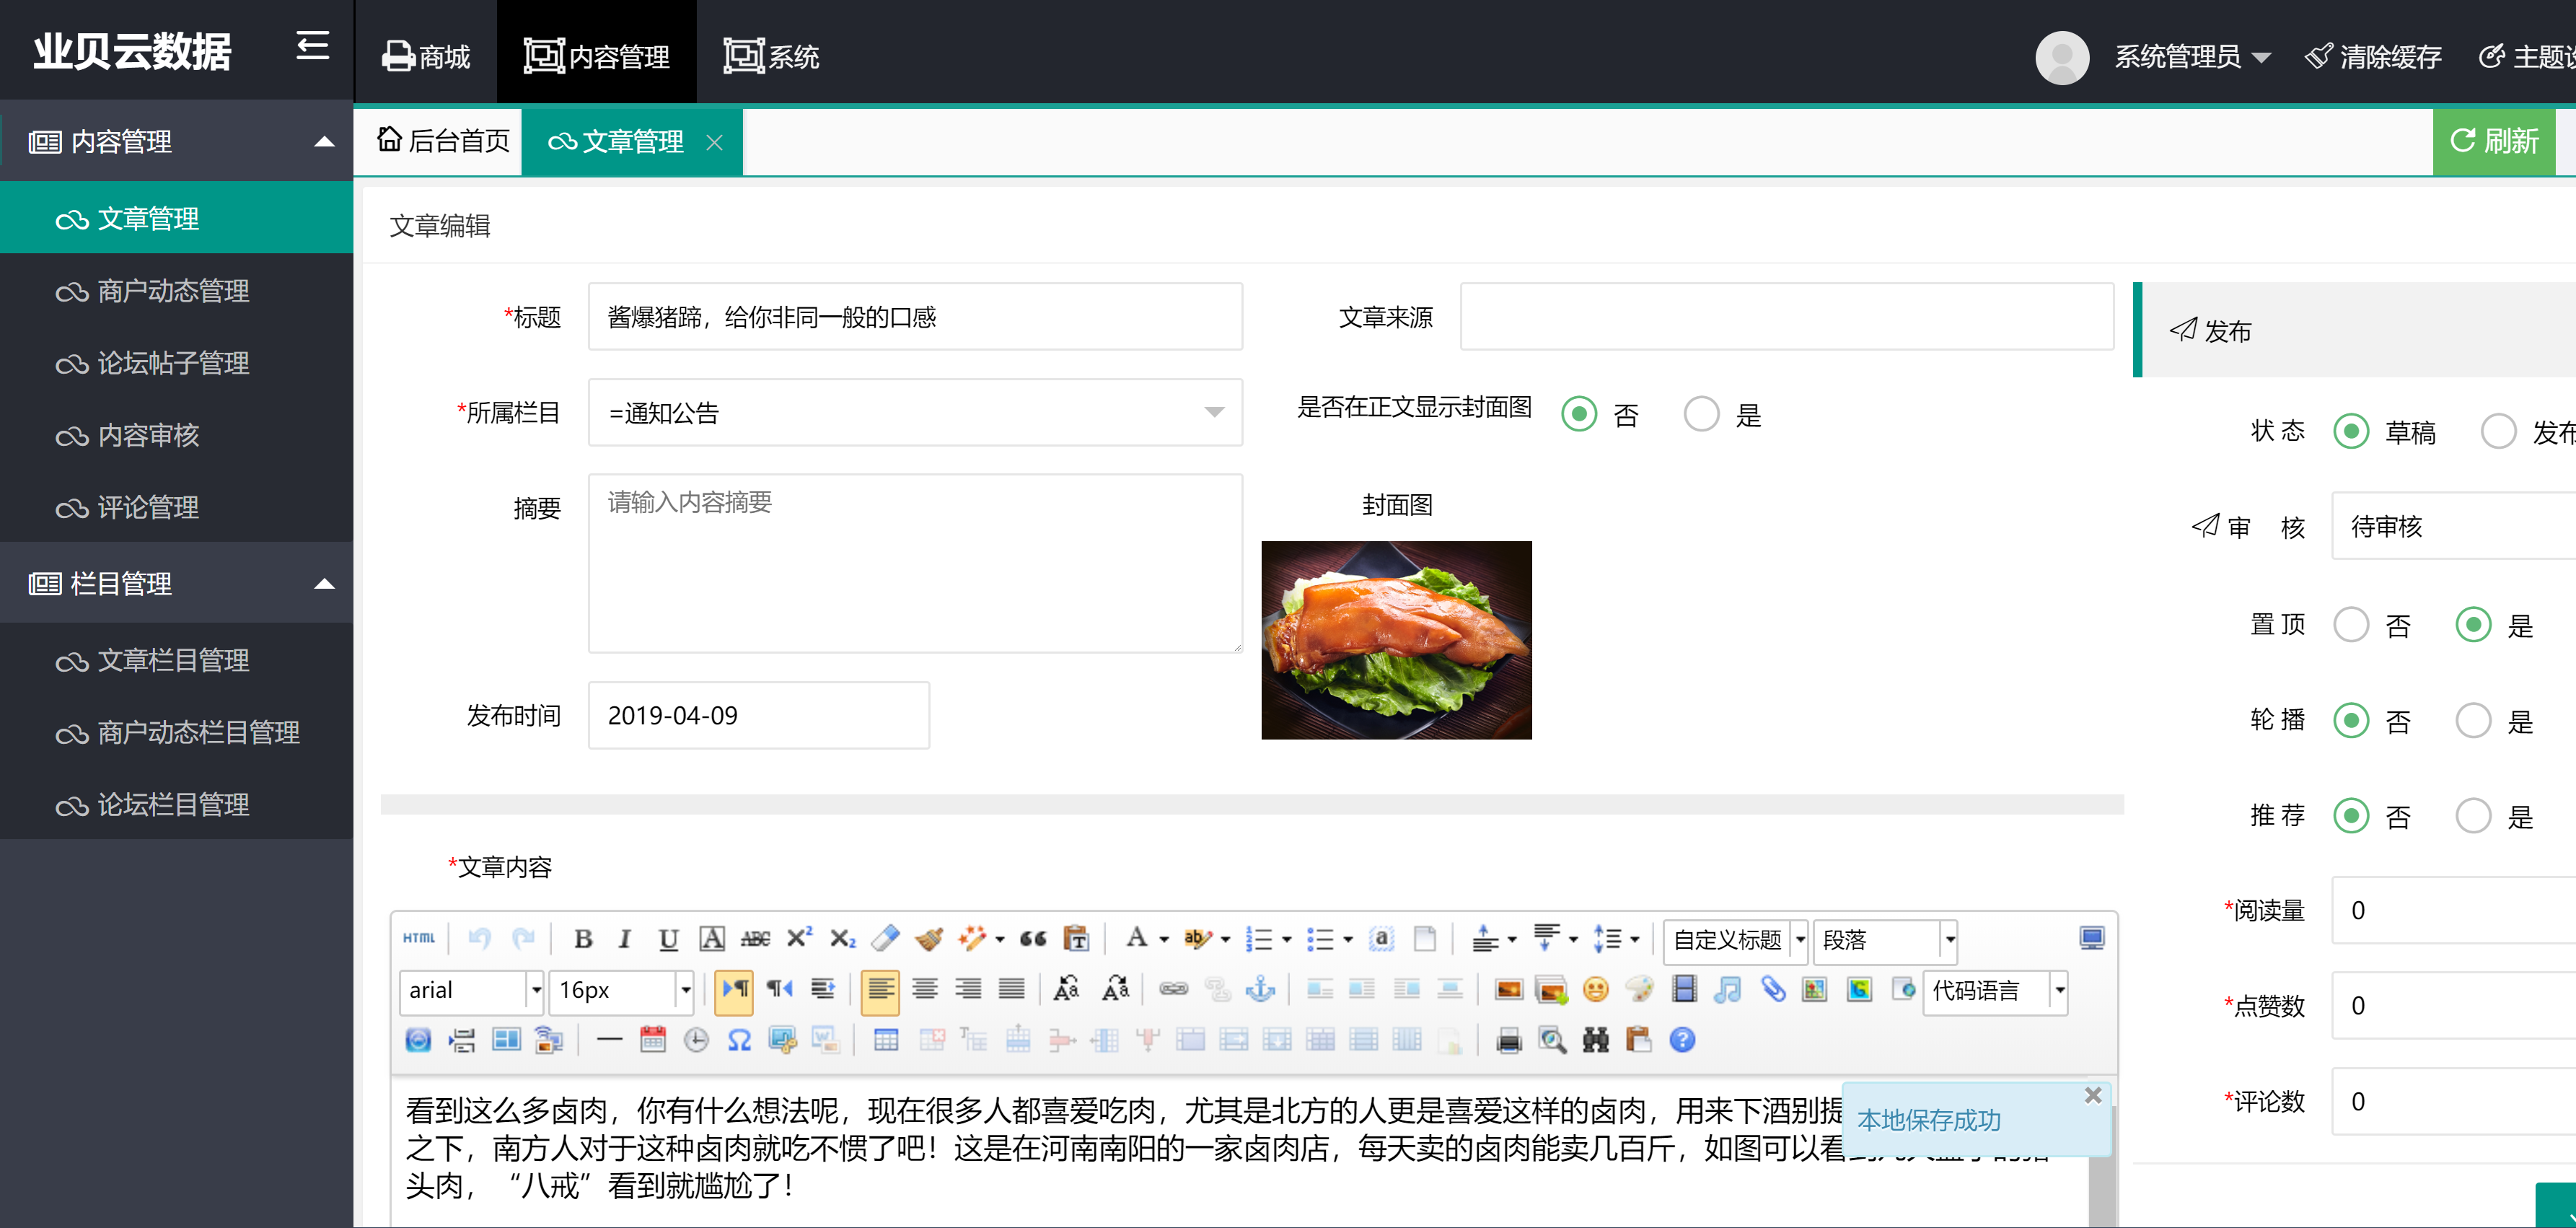 业贝云数据
商城
内容管理
系统
系统管理员
清除缓存
主题设
内容管理
文章管理
商户动态管理
论坛帖子管理
内容审核
评论管理
栏目管理
文章栏目管理
商户动态栏目管理
论坛栏目管理
后台首页
文章管理
刷新
文章编辑
*标题
酱爆猪蹄，给你非同一般的口感
文章来源
*所属栏目
=通知公告
是否在正文显示封面图
否
是
摘要
请输入内容摘要
封面图
发布时间
2019-04-09
*文章内容
HTML
自定义标题
段落
arial
16px
代码语言
看到这么多卤肉，你有什么想法呢，现在很多人都喜爱吃肉，尤其是北方的人更是喜爱这样的卤肉，用来下酒别提
之下，南方人对于这种卤肉就吃不惯了吧！这是在河南南阳的一家卤肉店，每天卖的卤肉能卖几百斤，如图可以看
头肉，“八戒”看到就尴尬了！
本地保存成功
发布
状 态
草稿
发布
审 核
待审核
置 顶
否
是
轮 播
否
是
推 荐
否
是
*阅读量
0
*点赞数
0
*评论数
0